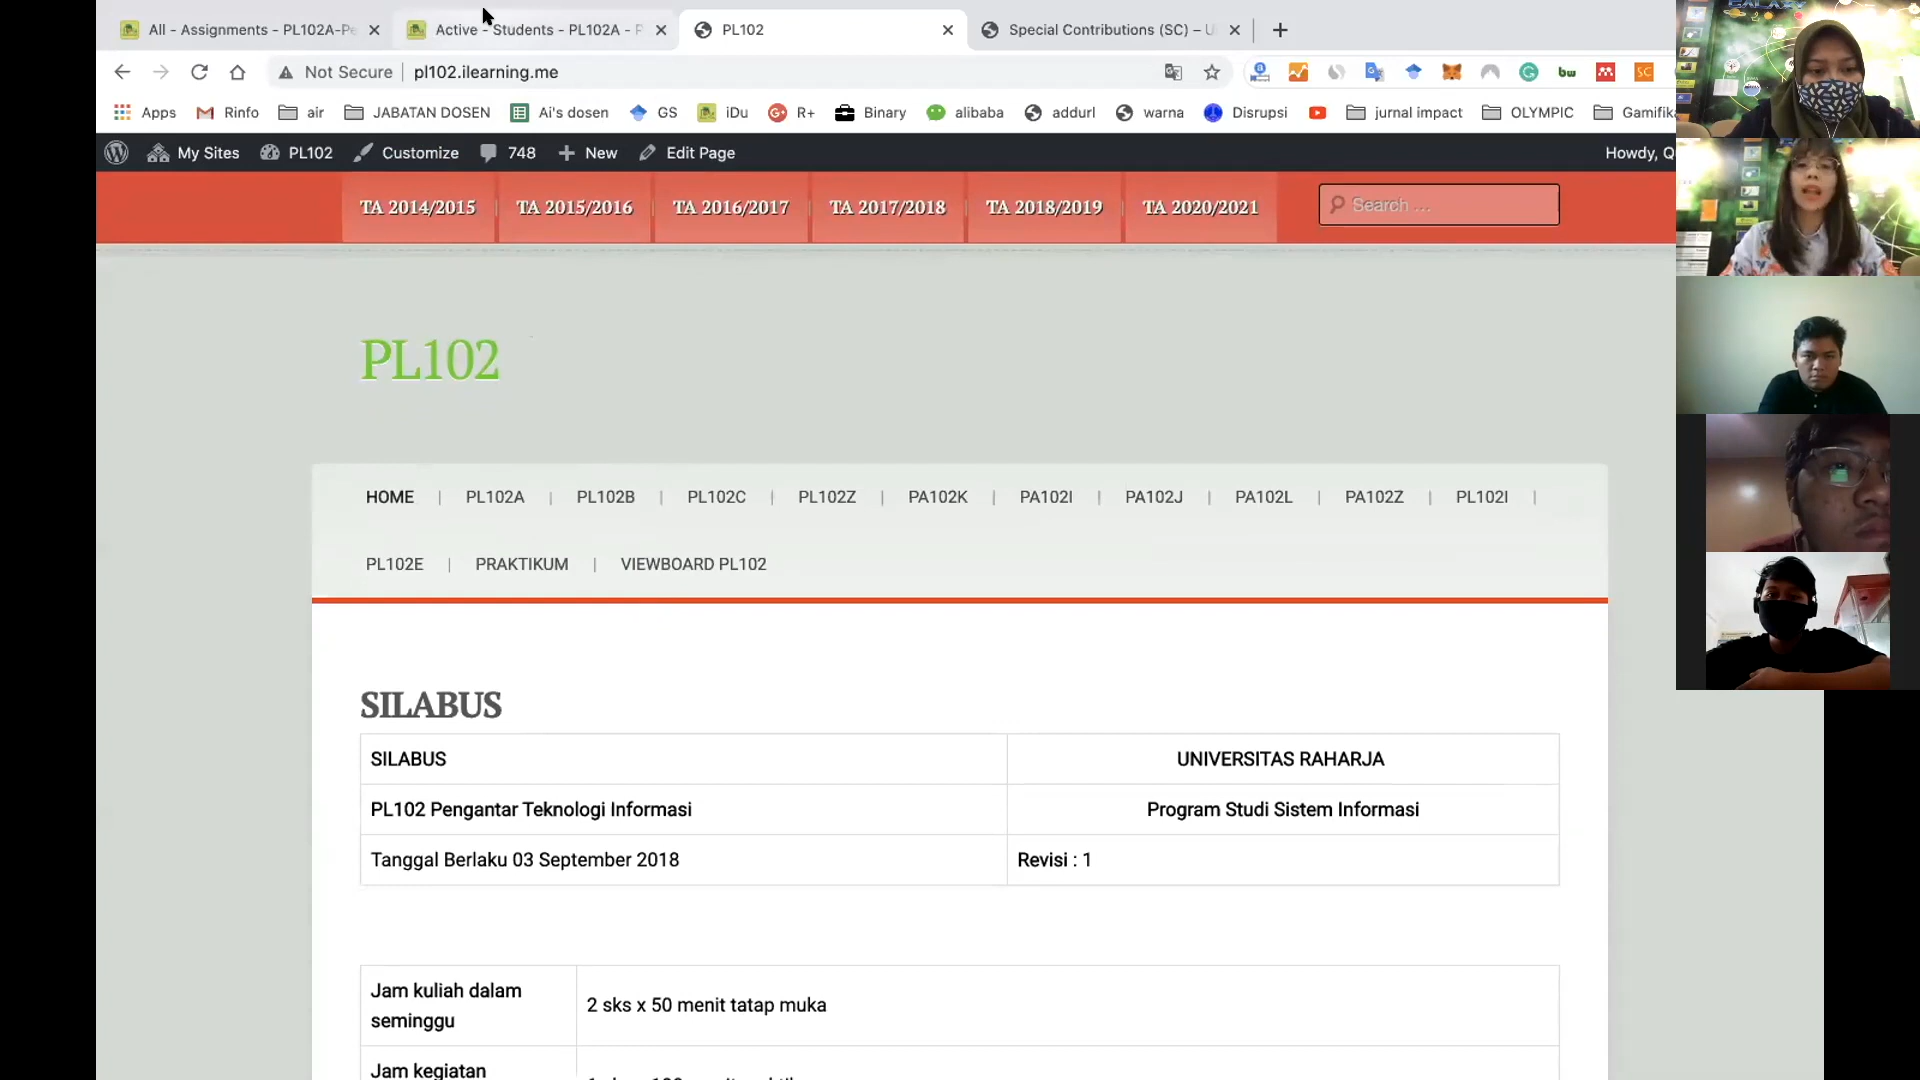 All - Assignments - PL102A-Pe
Active - Students - PL102A - P
PL102
Special Contributions (SC) – U
Not Secure
pl102.ilearning.me
Apps
Rinfo
air
JABATAN DOSEN
Ai's dosen
GS
iDu
R+
Binary
alibaba
addurl
warna
Disrupsi
jurnal impact
OLYMPIC
Gamifika
My Sites
PL102
Customize
748
New
Edit Page
Howdy, Q
TA 2014/2015
TA 2015/2016
TA 2016/2017
TA 2017/2018
TA 2018/2019
TA 2020/2021
Search ...
PL102
HOME | PL102A | PL102B | PL102C | PL102Z | PA102K | PA102I | PA102J | PA102L | PA102Z | PL102I |
PL102E | PRAKTIKUM | VIEWBOARD PL102
SILABUS
SILABUS
UNIVERSITAS RAHARJA
PL102 Pengantar Teknologi Informasi
Program Studi Sistem Informasi
Tanggal Berlaku 03 September 2018
Revisi : 1
Jam kuliah dalam
seminggu
2 sks x 50 menit tatap muka
Jam kegiatan